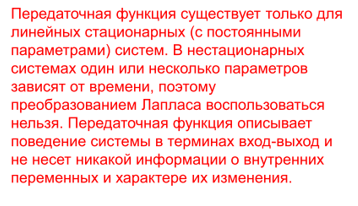 Передаточная функция существует только для
линейных стационарных (с постоянными
параметрами) систем. В нестационарных
системах один или несколько параметров
зависят от времени, поэтому
преобразованием Лапласа воспользоваться
нельзя. Передаточная функция описывает
поведение системы в терминах вход-выход и
не несет никакой информации о внутренних
переменных и характере их изменения.